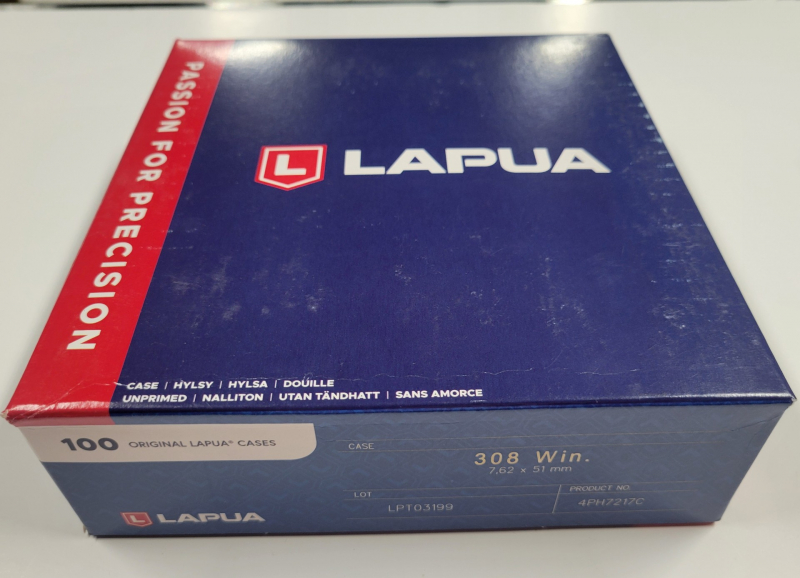 PASSION FOR PRECISION
L LAPUA
CASE | HYLSY | HYLSA | DOUILLE
UNPRIMED | NALLITON | UTAN TÄNDHATT | SANS AMORCE
100 ORIGINAL LAPUA® CASES
CASE
308 Win.
7,62 x 51 mm
LOT
LPT03199
PRODUCT NO.
4PH7217C
L LAPUA